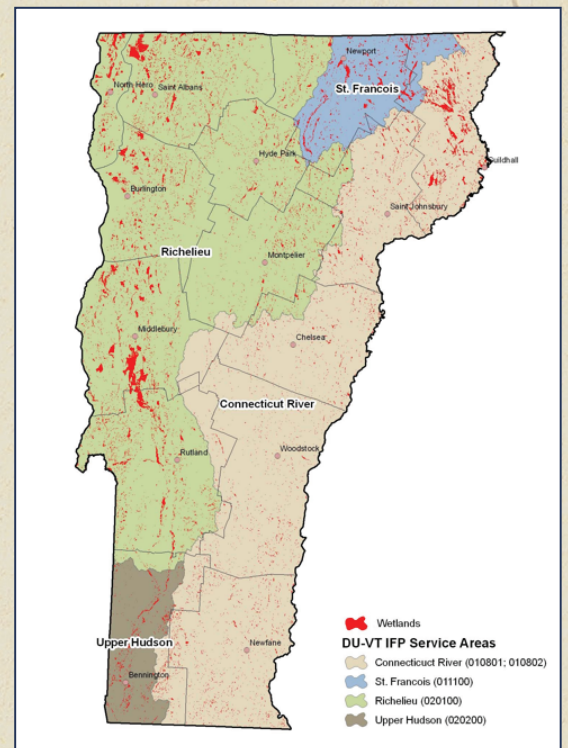 Newport
North Hero
Saint Albans
St. Francois
Hyde Park
Guildhall
Burlington
Saint Johnsbury
Richelieu
Montpelier
Middlebury
Chelsea
Connecticut River
Rutland
Woodstock
Upper Hudson
Newfane
Bennington
Wetlands
DU-VT IFP Service Areas
Connecticuct River (010801; 010802)
St. Francois (011100)
Richelieu (020100)
Upper Hudson (020200)